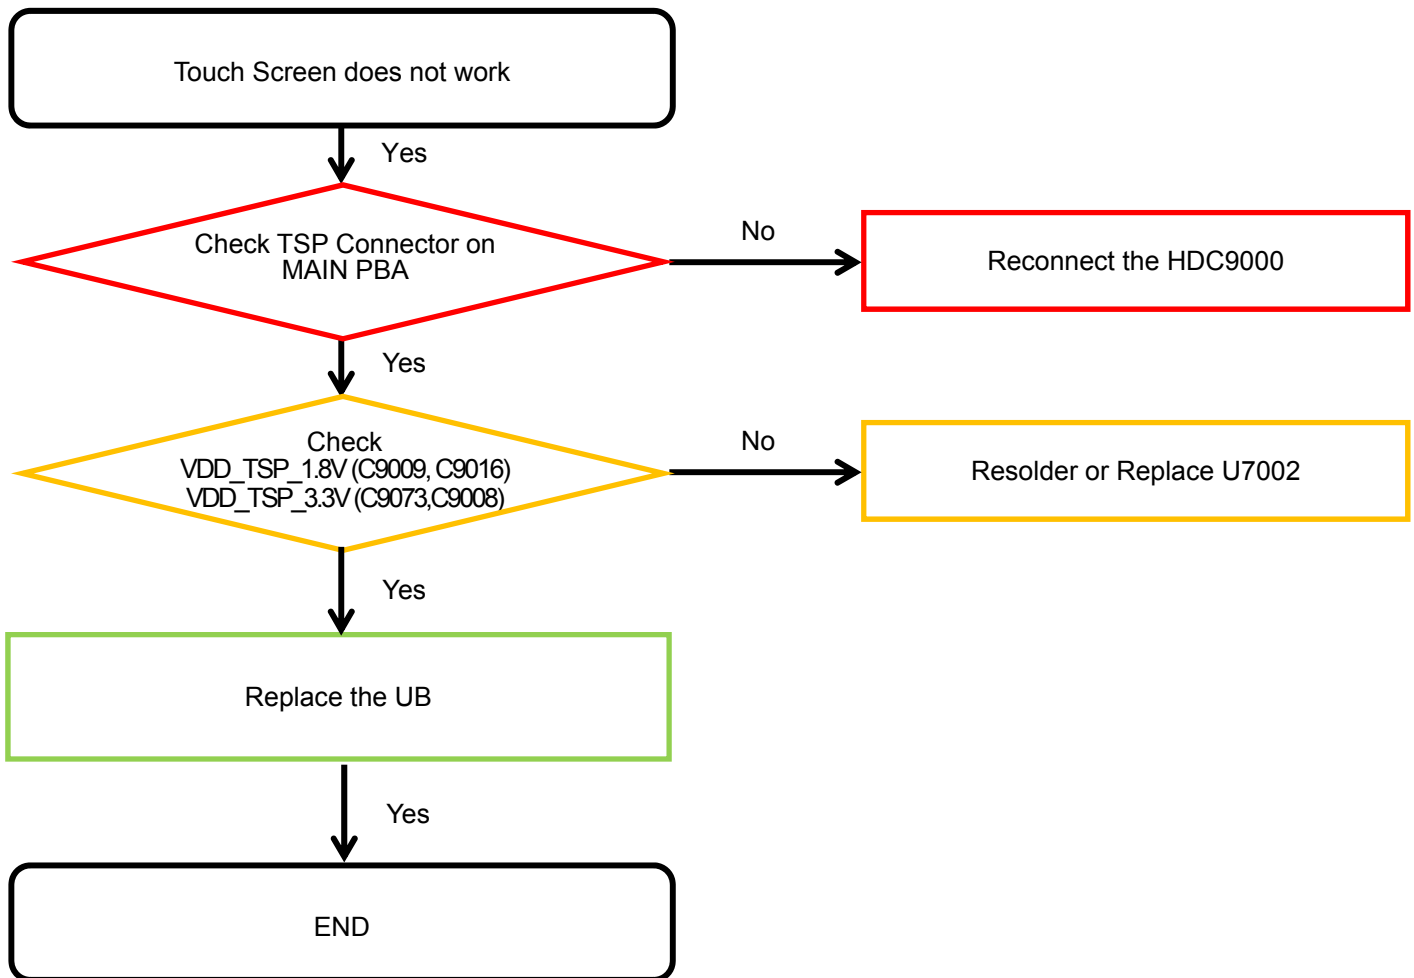 Touch Screen does not work
Yes
Check TSP Connector on
MAIN PBA
No
Reconnect the HDC9000
Yes
Check
VDD_TSP_1.8V (C9009, C9016)
VDD_TSP_3.3V (C9073,C9008)
No
Resolder or Replace U7002
Yes
Replace the UB
Yes
END